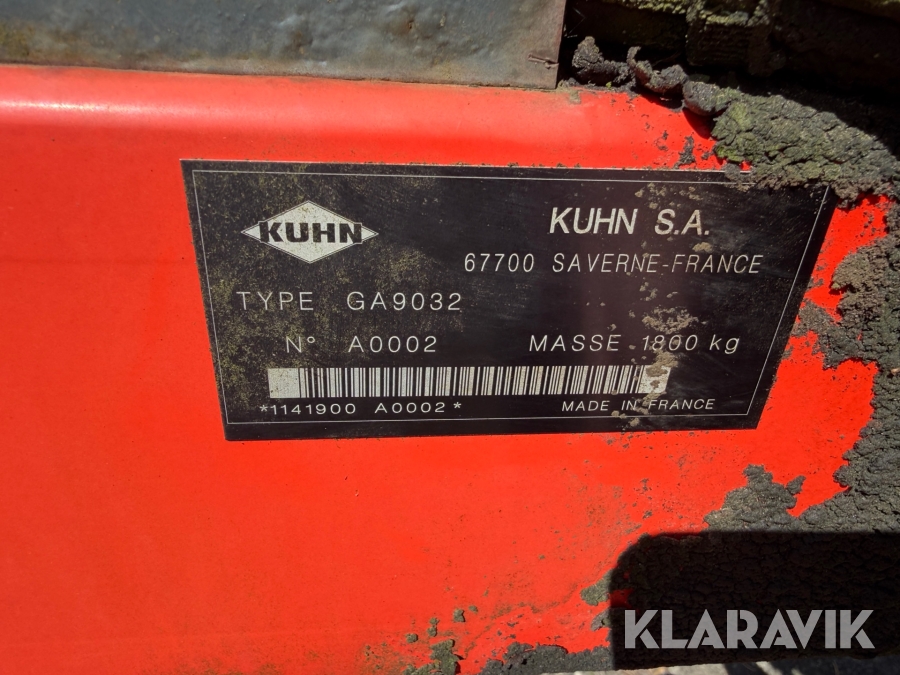 KUHN
KUHN S.A.
67700 SAVERNE-FRANCE
TYPE GA9032
N° A0002 MASSE 1800 kg
*1141900 A0002*
MADE IN FRANCE
KLARAVIK